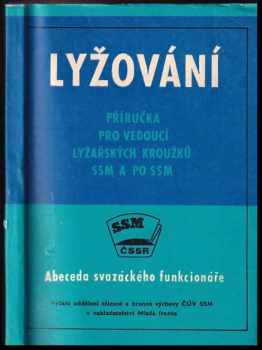 LYŽOVÁNÍ
PŘÍRUČKA
PRO VEDOUCÍ
LYŽAŘSKÝCH KROUŽKŮ
SSM A PO SSM
SSM
ČSSR
Abeceda svazáckého funkcionáře
Vydalo oddělení tělesné a branné výchovy ČÚV SSM
v nakladatelství Mladá fronta